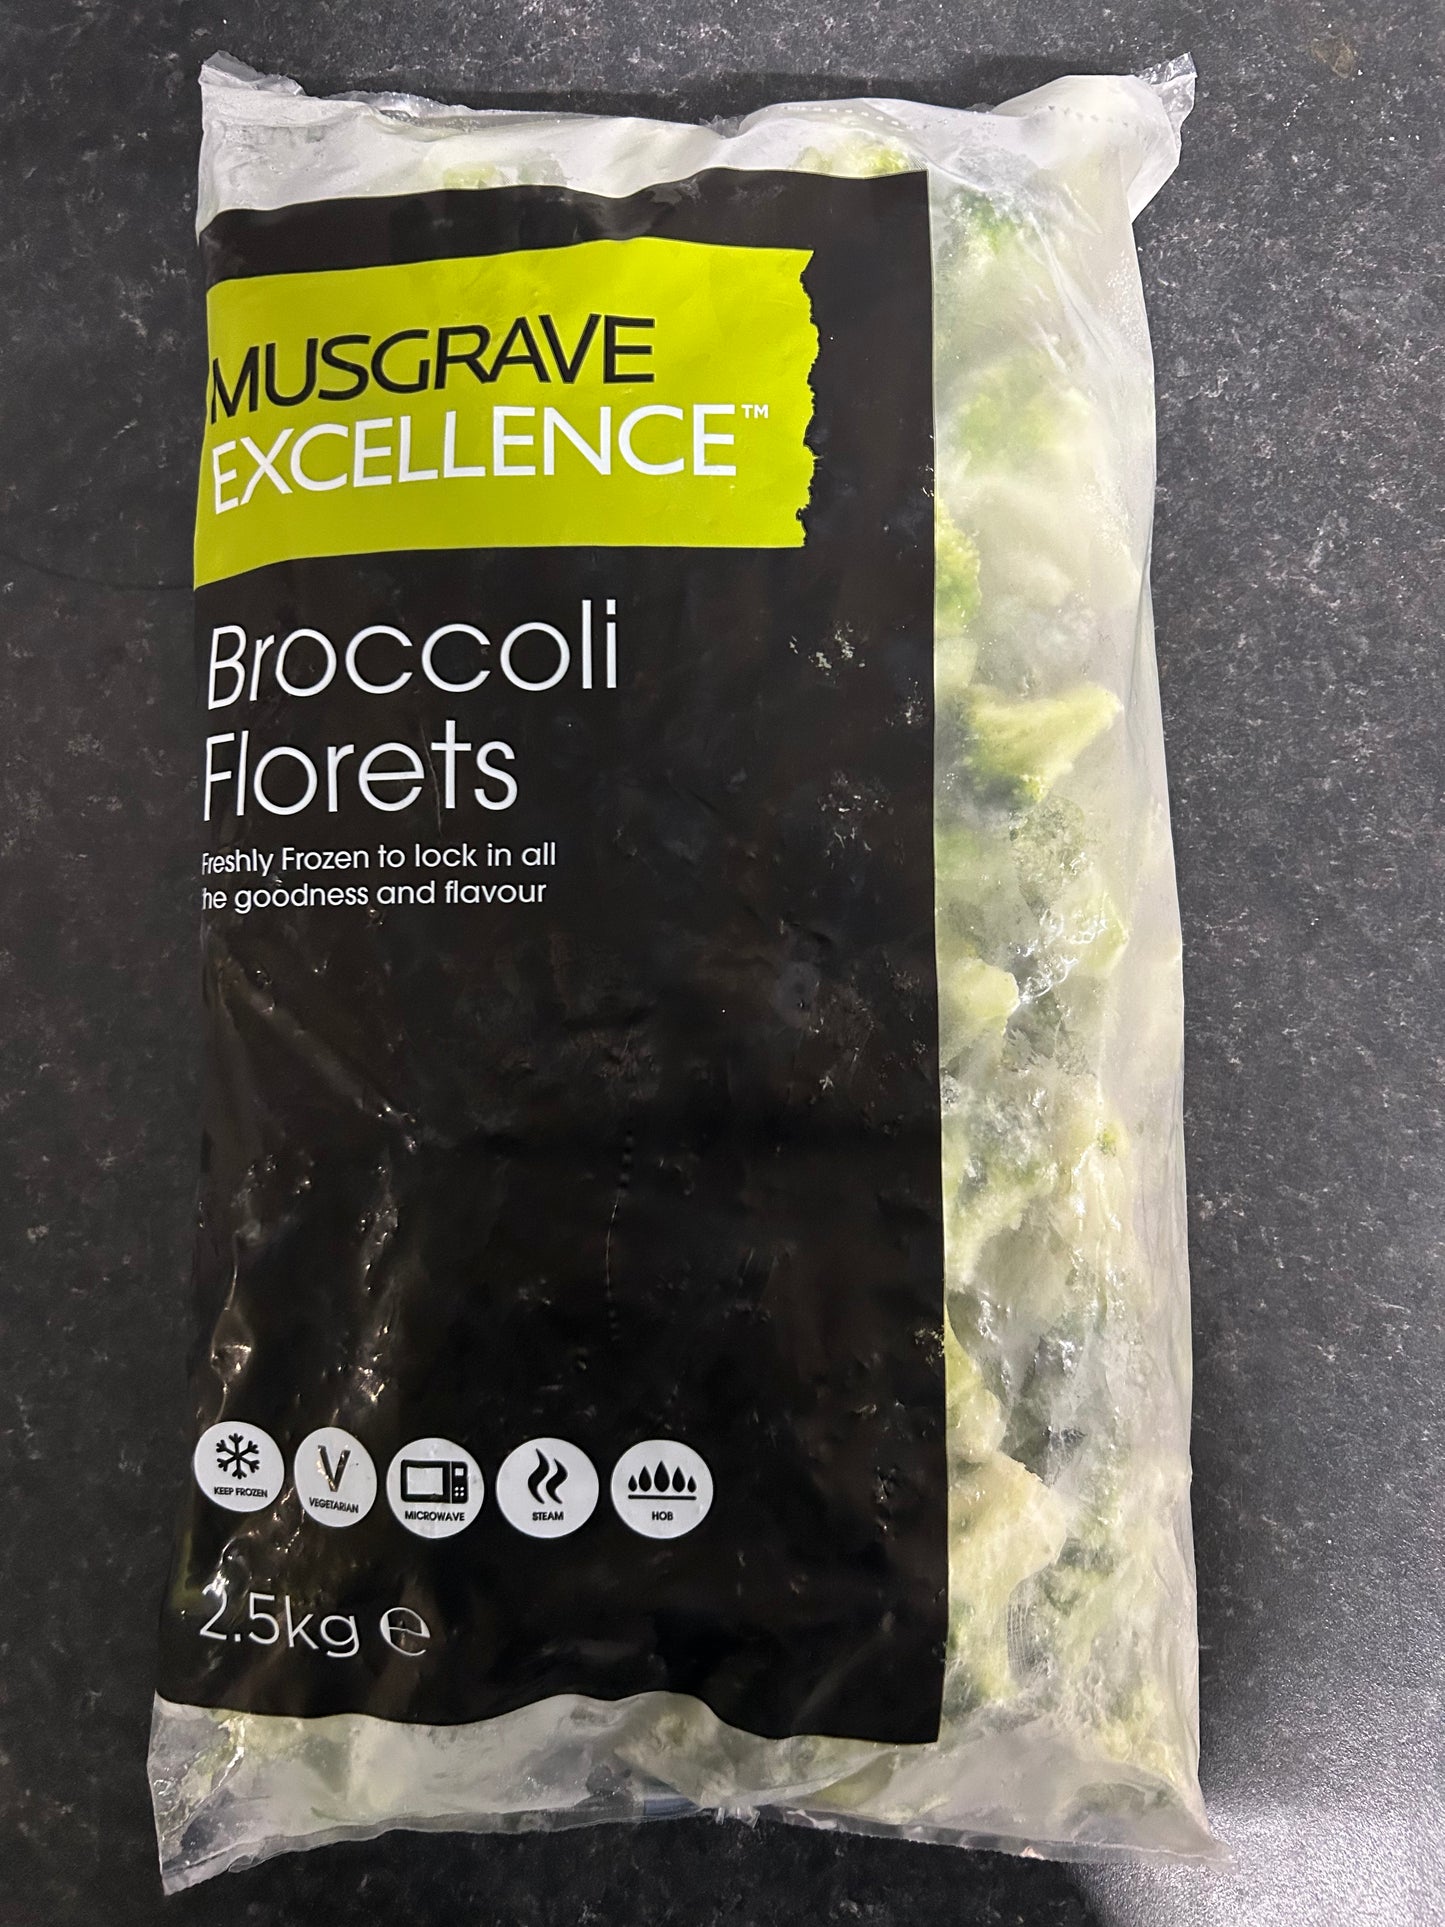 MUSGRAVE
EXCELLENCE™
Broccoli
Florets
Freshly Frozen to lock in all
the goodness and flavour
KEEP FROZEN
V
VEGETARIAN
MICROWAVE
STEAM
HOB
2.5kg ℮